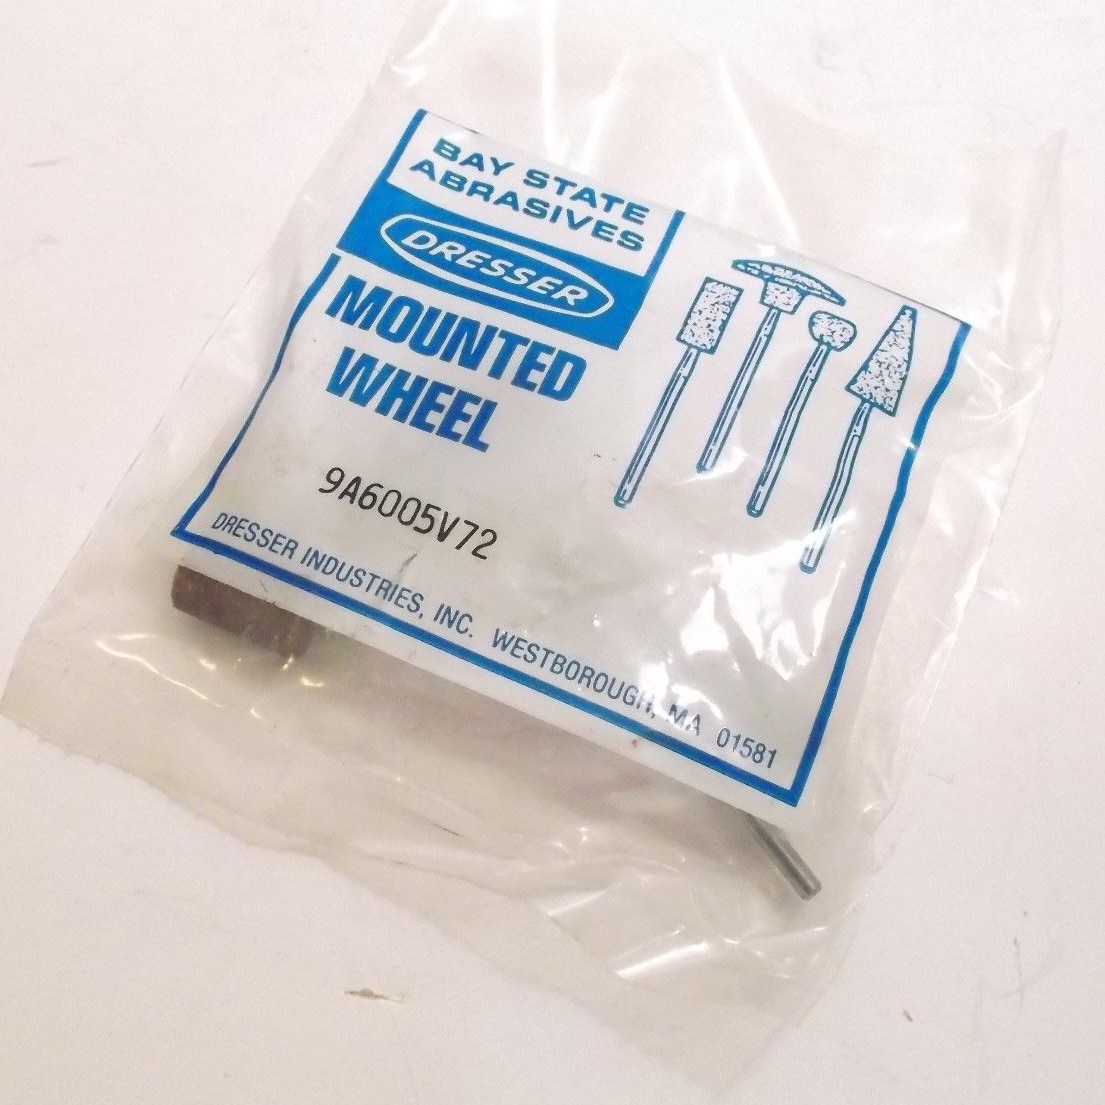 BAY STATE
ABRASIVES
DRESSER
MOUNTED
WHEEL
9A6005V72
DRESSER INDUSTRIES, INC. WESTBOROUGH, MA 01581